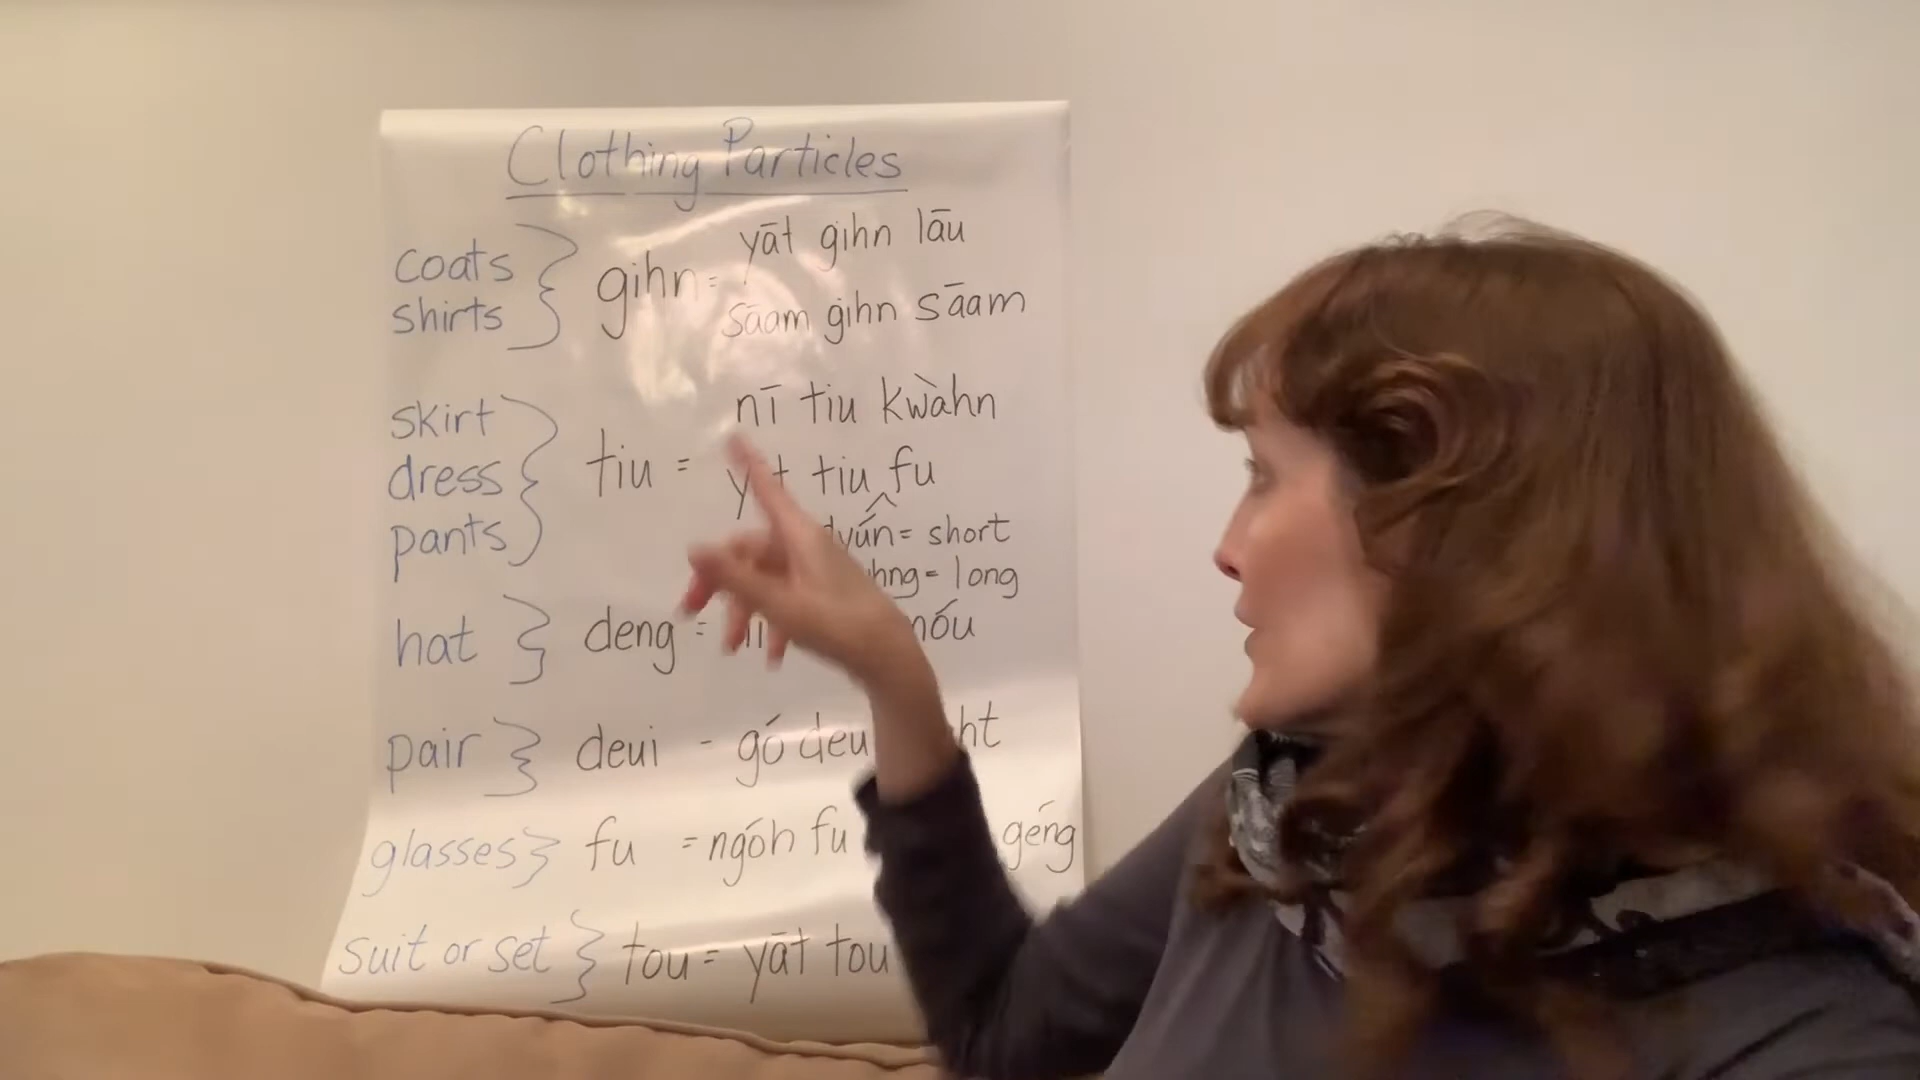 Clothing Particles
coats
shirts } gihn = yāt gihn lāu
sāam gihn sāam
skirt
dress
pants } tiu = nī tiu kwàhn
tiu ^ fu
= short
= long
hat } deng =
pair } deui - gó
glasses } fu = ngóh fu géng
suit or set } tou = yāt tou